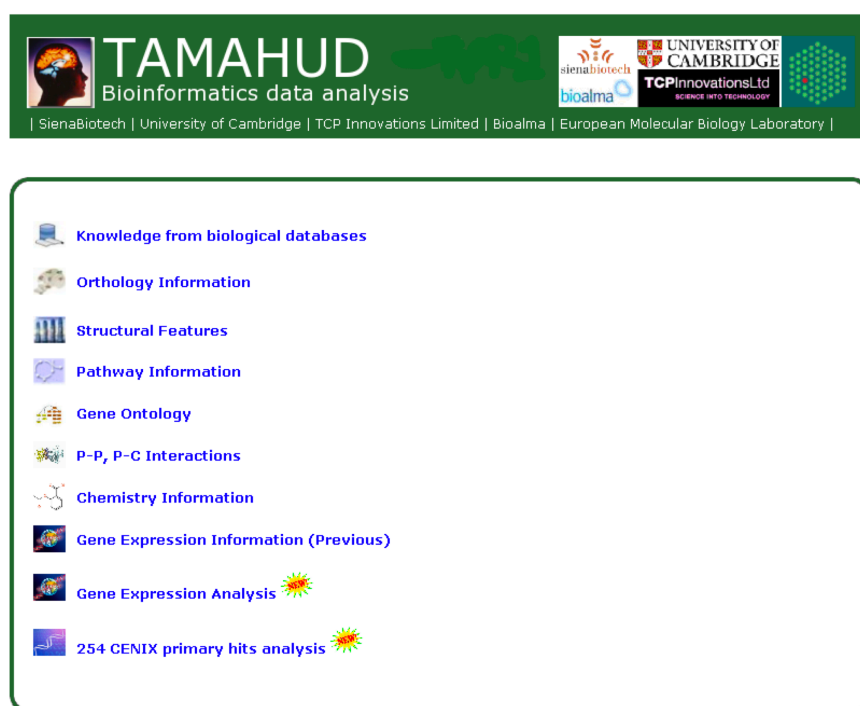 TAMAHUD
Bioinformatics data analysis
sienabiotech
UNIVERSITY OF
CAMBRIDGE
bioalma
TCPInnovationsLtd
SCIENCE INTO TECHNOLOGY
| SienaBiotech | University of Cambridge | TCP Innovations Limited | Bioalma | European Molecular Biology Laboratory |
Knowledge from biological databases
Orthology Information
Structural Features
Pathway Information
Gene Ontology
P-P, P-C Interactions
Chemistry Information
Gene Expression Information (Previous)
Gene Expression Analysis NEW!
254 CENIX primary hits analysis NEW!